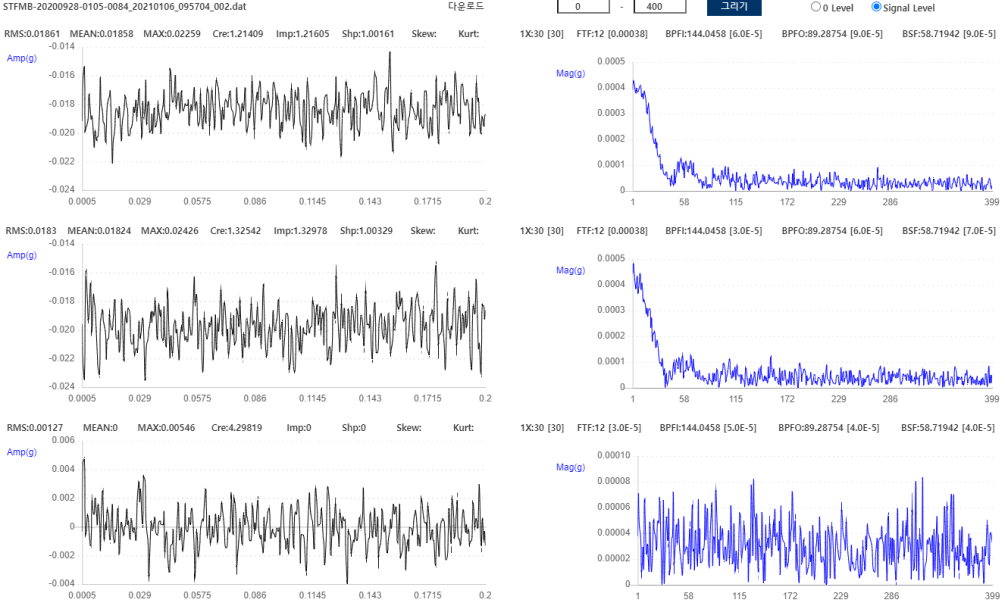 STFMB-20200928-0105-0084_20210106_095704_002.dat 다운로드 0 - 400 그리기 0 Level Signal Level
RMS:0.01861 MEAN:0.01858 MAX:0.02259 Cre:1.21409 Imp:1.21605 Shp:1.00161 Skew: Kurt:
1X:30 [30] FTF:12 [0.00038] BPFI:144.0458 [6.0E-5] BPFO:89.28754 [9.0E-5] BSF:58.71942 [9.0E-5]
Amp(g)
-0.014
-0.016
-0.018
-0.020
-0.022
-0.024
0.0005 0.029 0.0575 0.086 0.1145 0.143 0.1715 0.2
Mag(g)
0.0005
0.0004
0.0003
0.0002
0.0001
0
1 58 115 172 229 286 399
RMS:0.0183 MEAN:0.01824 MAX:0.02426 Cre:1.32542 Imp:1.32978 Shp:1.00329 Skew: Kurt:
1X:30 [30] FTF:12 [0.00038] BPFI:144.0458 [3.0E-5] BPFO:89.28754 [6.0E-5] BSF:58.71942 [7.0E-5]
Amp(g)
-0.014
-0.016
-0.018
-0.020
-0.022
-0.024
0.0005 0.029 0.0575 0.086 0.1145 0.143 0.1715 0.2
Mag(g)
0.0005
0.0004
0.0003
0.0002
0.0001
0
1 58 115 172 229 286 399
RMS:0.00127 MEAN:0 MAX:0.00546 Cre:4.29819 Imp:0 Shp:0 Skew: Kurt:
1X:30 [30] FTF:12 [3.0E-5] BPFI:144.0458 [5.0E-5] BPFO:89.28754 [4.0E-5] BSF:58.71942 [4.0E-5]
Amp(g)
0.006
0.004
0.002
0
-0.002
-0.004
0.0005 0.029 0.0575 0.086 0.1145 0.143 0.1715 0.2
Mag(g)
0.00010
0.00008
0.00006
0.00004
0.00002
0
1 58 115 172 229 286 399